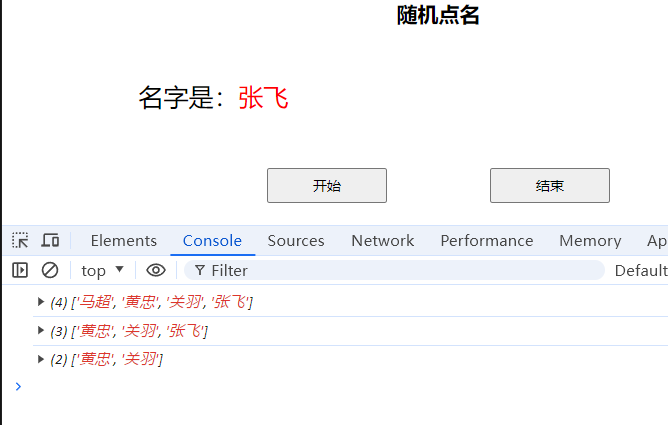 随机点名
名字是：张飞
开始 结束
Elements Console Sources Network Performance Memory Ap
top Filter Default
(4) ['马超', '黄忠', '关羽', '张飞']
(3) ['黄忠', '关羽', '张飞']
(2) ['黄忠', '关羽']